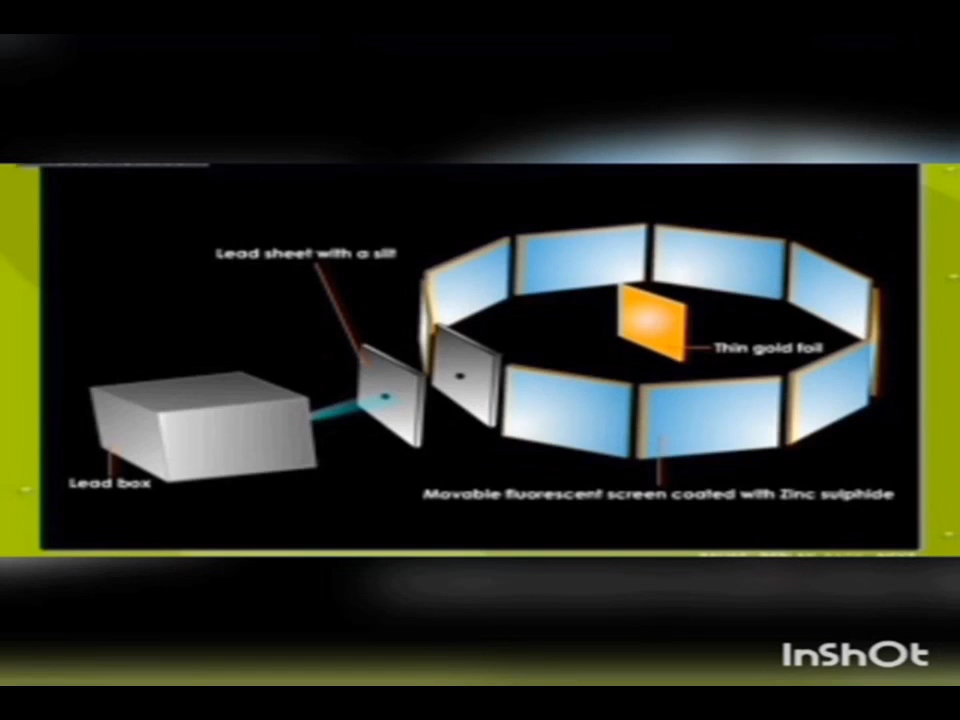 Lead sheet with a slit
Thin gold foil
Lead box
Movable fluorescent screen coated with Zinc sulphide
InShOt